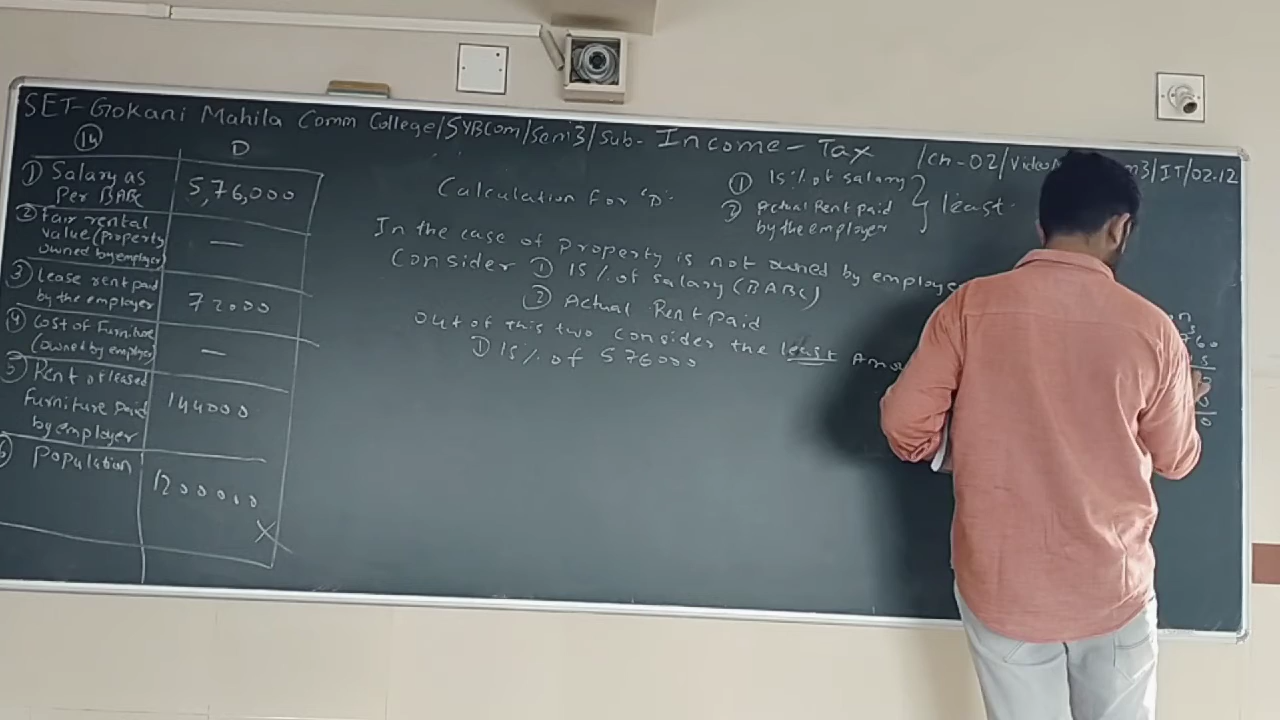 SET-Gokani Mahila Comm College/SYBCom/Sem3/Sub- Income-Tax /Ch-02/
m3/IT/02.12
14
D
① Salary as
Per BABC
5,76,000
② Fair rental
value (property
owned by employer)
—
③ Lease rent paid
by the employer
72000
④ Cost of Furniture
(owned by employer
—
⑤ Rent of leased
Furniture paid
by employer
144000
⑥ Population
1200000
X
Calculation for 'D'
① 15% of salary
② Actual Rent paid
by the employer
} least.
In the case of Property is not owned by employe
Consider ① 15% of salary (BABC)
② Actual Rent paid
out of this two consider the least Amo
① 15% of 576000